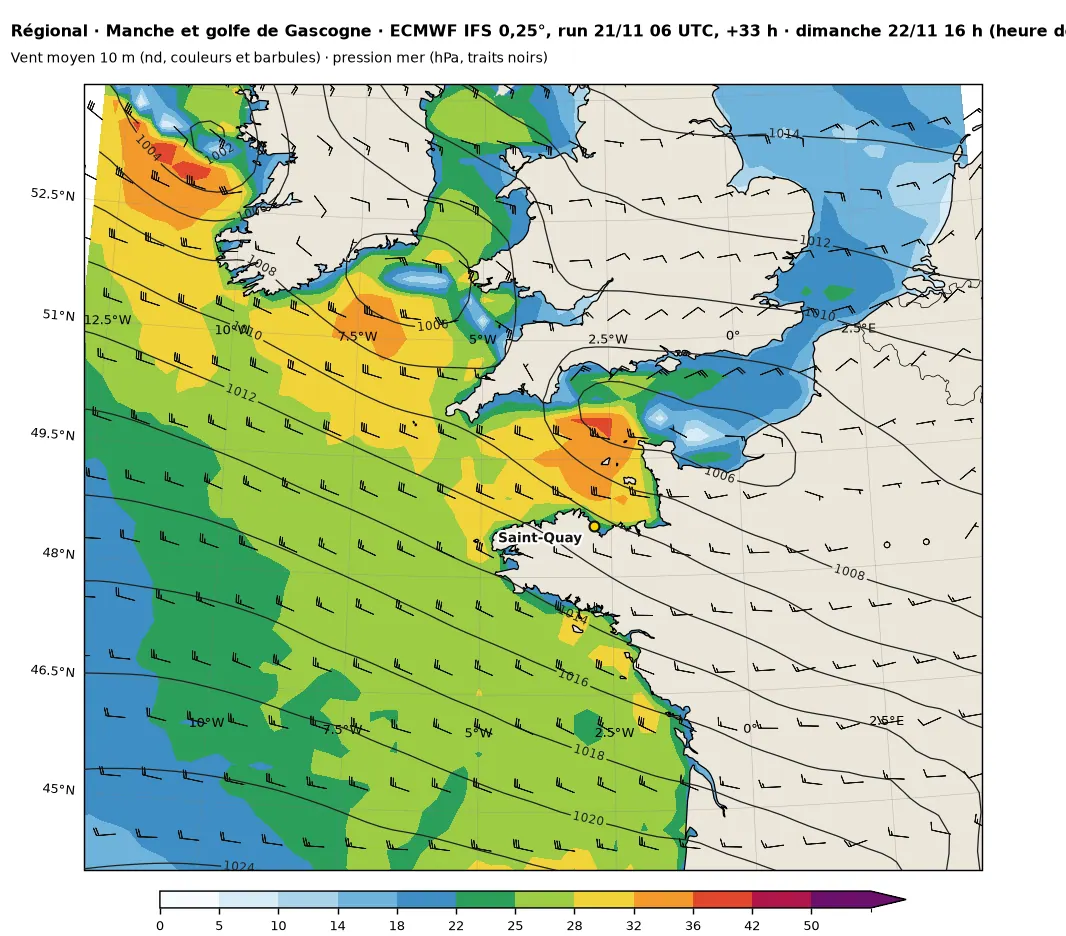 Régional · Manche et golfe de Gascogne · ECMWF IFS 0,25°, run 21/11 06 UTC, +33 h · dimanche 22/11 16 h (heure d
Vent moyen 10 m (nd, couleurs et barbules) · pression mer (hPa, traits noirs)
1014
1004
1002
52.5°N
1012
1008
51°N
12.5°W
10°W
1010
7.5°W
1006
5°W
2.5°W
0°
1010
2.5°E
1012
49.5°N
1006
Saint-Quay
48°N
1008
1014
46.5°N
1016
10°W
7.5°W
5°W
2.5°W
0°
2.5°E
1018
45°N
1020
1024
0 5 10 14 18 22 25 28 32 36 42 50